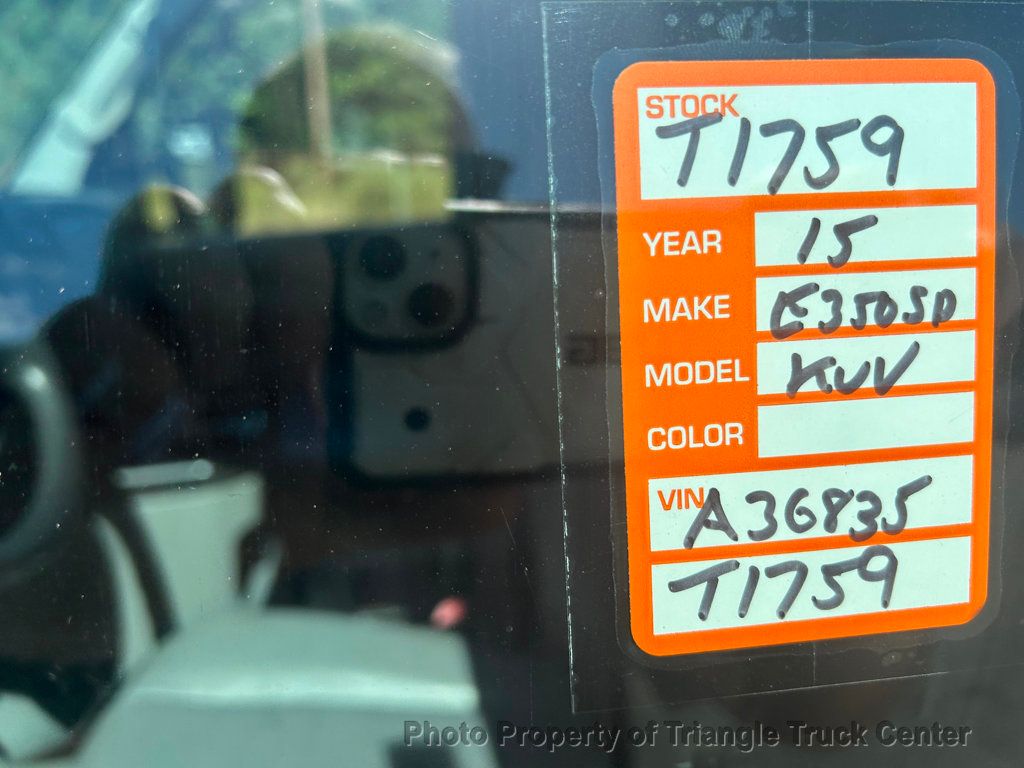 STOCK
T1759
YEAR 15
MAKE E350SD
MODEL KUV
COLOR
VIN A36835
T1759
Photo Property of Triangle Truck Center